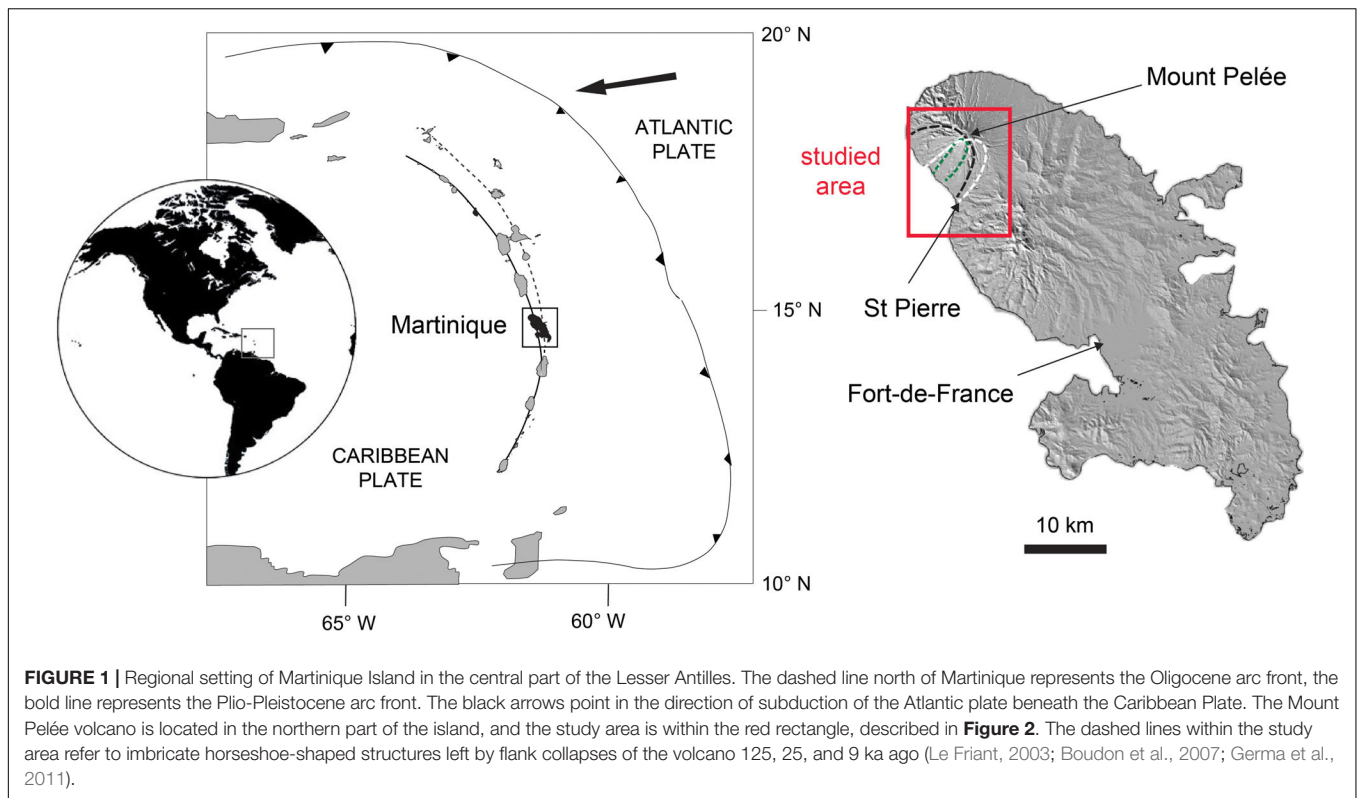 20° N
Mount Pelée
ATLANTIC
PLATE
studied
area
15° N
Martinique
St Pierre
Fort-de-France
CARIBBEAN
PLATE
10 km
10° N
65° W
60° W
FIGURE 1 | Regional setting of Martinique Island in the central part of the Lesser Antilles. The dashed line north of Martinique represents the Oligocene arc front, the
bold line represents the Plio-Pleistocene arc front. The black arrows point in the direction of subduction of the Atlantic plate beneath the Caribbean Plate. The Mount
Pelée volcano is located in the northern part of the island, and the study area is within the red rectangle, described in Figure 2. The dashed lines within the study
area refer to imbricate horseshoe-shaped structures left by flank collapses of the volcano 125, 25, and 9 ka ago (Le Friant, 2003; Boudon et al., 2007; Germa et al.,
2011).